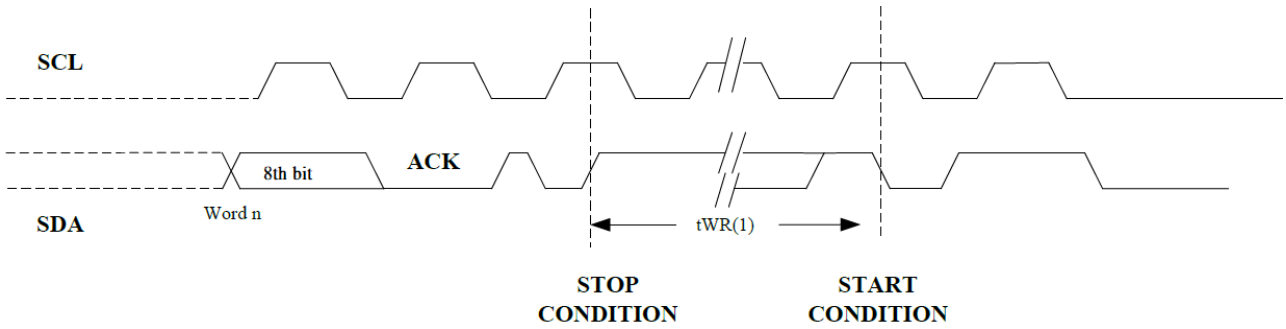 SCL
8th bit
ACK
Word n
SDA
tWR(1)
STOP
CONDITION
START
CONDITION